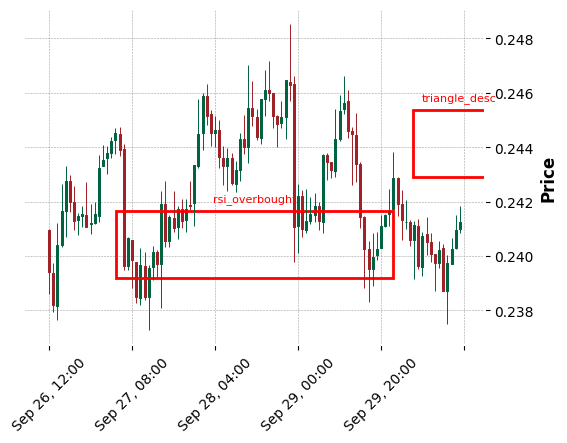 0.248
0.246
triangle_desc
0.244
Price
0.242
rsi_overbought
0.240
0.238
Sep 26, 12:00
Sep 27, 08:00
Sep 28, 04:00
Sep 29, 00:00
Sep 29, 20:00